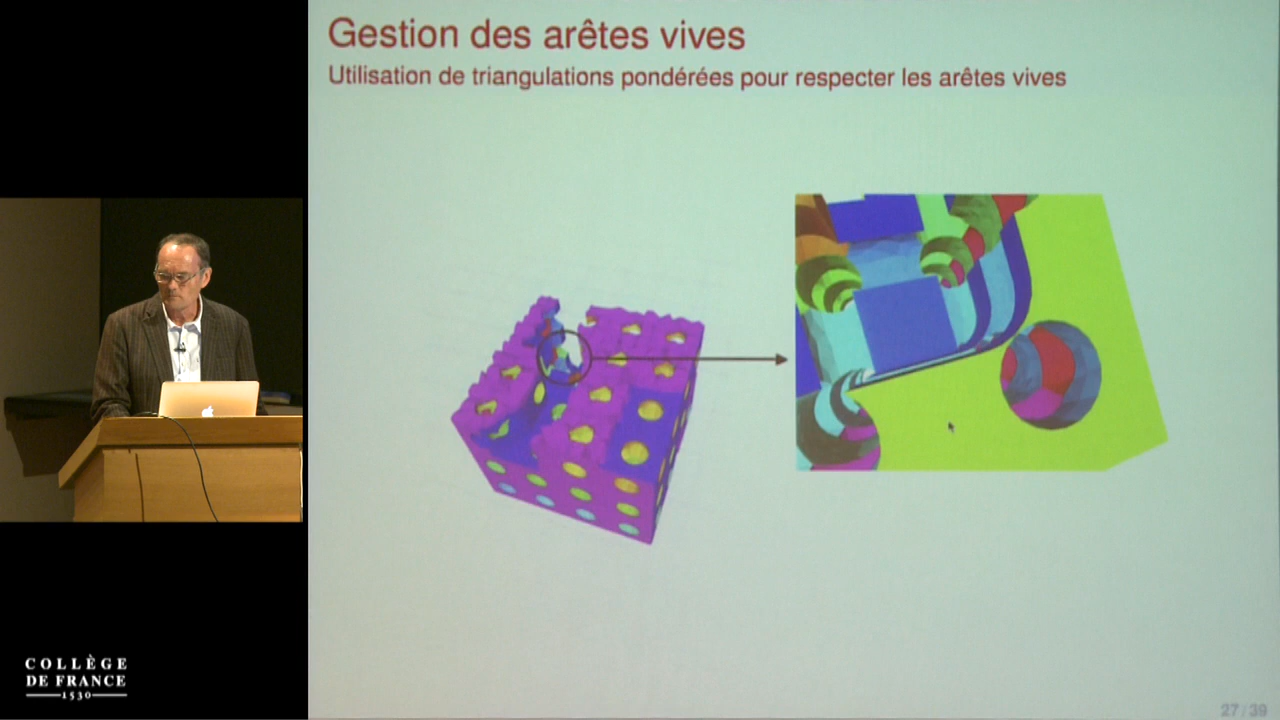 Gestion des arêtes vives
Utilisation de triangulations pondérées pour respecter les arêtes vives
COLLÈGE
DE FRANCE
1530
27/39